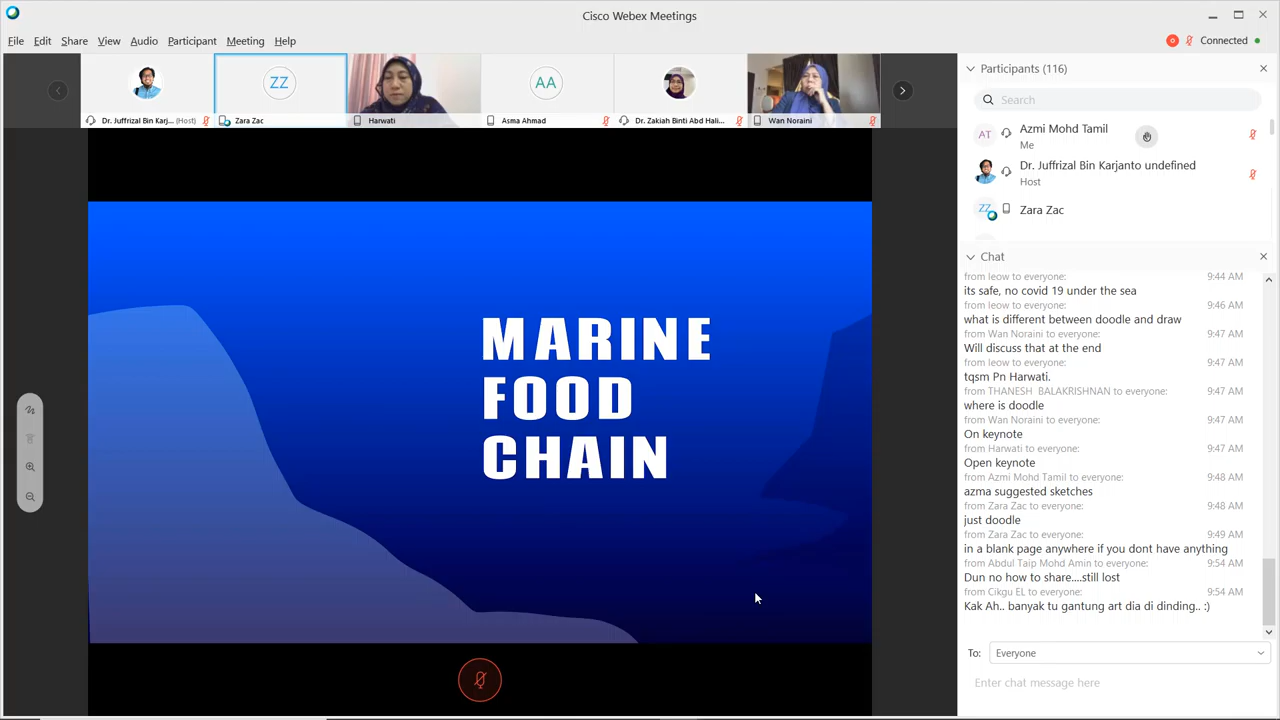 Cisco Webex Meetings
File Edit Share View Audio Participant Meeting Help
Connected
Dr. Juffrizal Bin Karj... (Host)
ZZ
Zara Zac
Harwati
AA
Asma Ahmad
Dr. Zakiah Binti Abd Hali...
Wan Noraini
MARINE
FOOD
CHAIN
Participants (116)
Search
AT
Azmi Mohd Tamil
Me
Dr. Juffrizal Bin Karjanto undefined
Host
ZZ
Zara Zac
Chat
from leow to everyone: 9:44 AM
its safe, no covid 19 under the sea
from leow to everyone: 9:46 AM
what is different between doodle and draw
from Wan Noraini to everyone: 9:47 AM
Will discuss that at the end
from leow to everyone: 9:47 AM
tqsm Pn Harwati.
from THANESH BALAKRISHNAN to everyone: 9:47 AM
where is doodle
from Wan Noraini to everyone: 9:47 AM
On keynote
from Harwati to everyone: 9:47 AM
Open keynote
from Azmi Mohd Tamil to everyone: 9:48 AM
azma suggested sketches
from Zara Zac to everyone: 9:48 AM
just doodle
from Zara Zac to everyone: 9:49 AM
in a blank page anywhere if you dont have anything
from Abdul Taip Mohd Amin to everyone: 9:54 AM
Dun no how to share....still lost
from Cikgu EL to everyone: 9:54 AM
Kak Ah.. banyak tu gantung art dia di dinding.. :)
To: Everyone
Enter chat message here